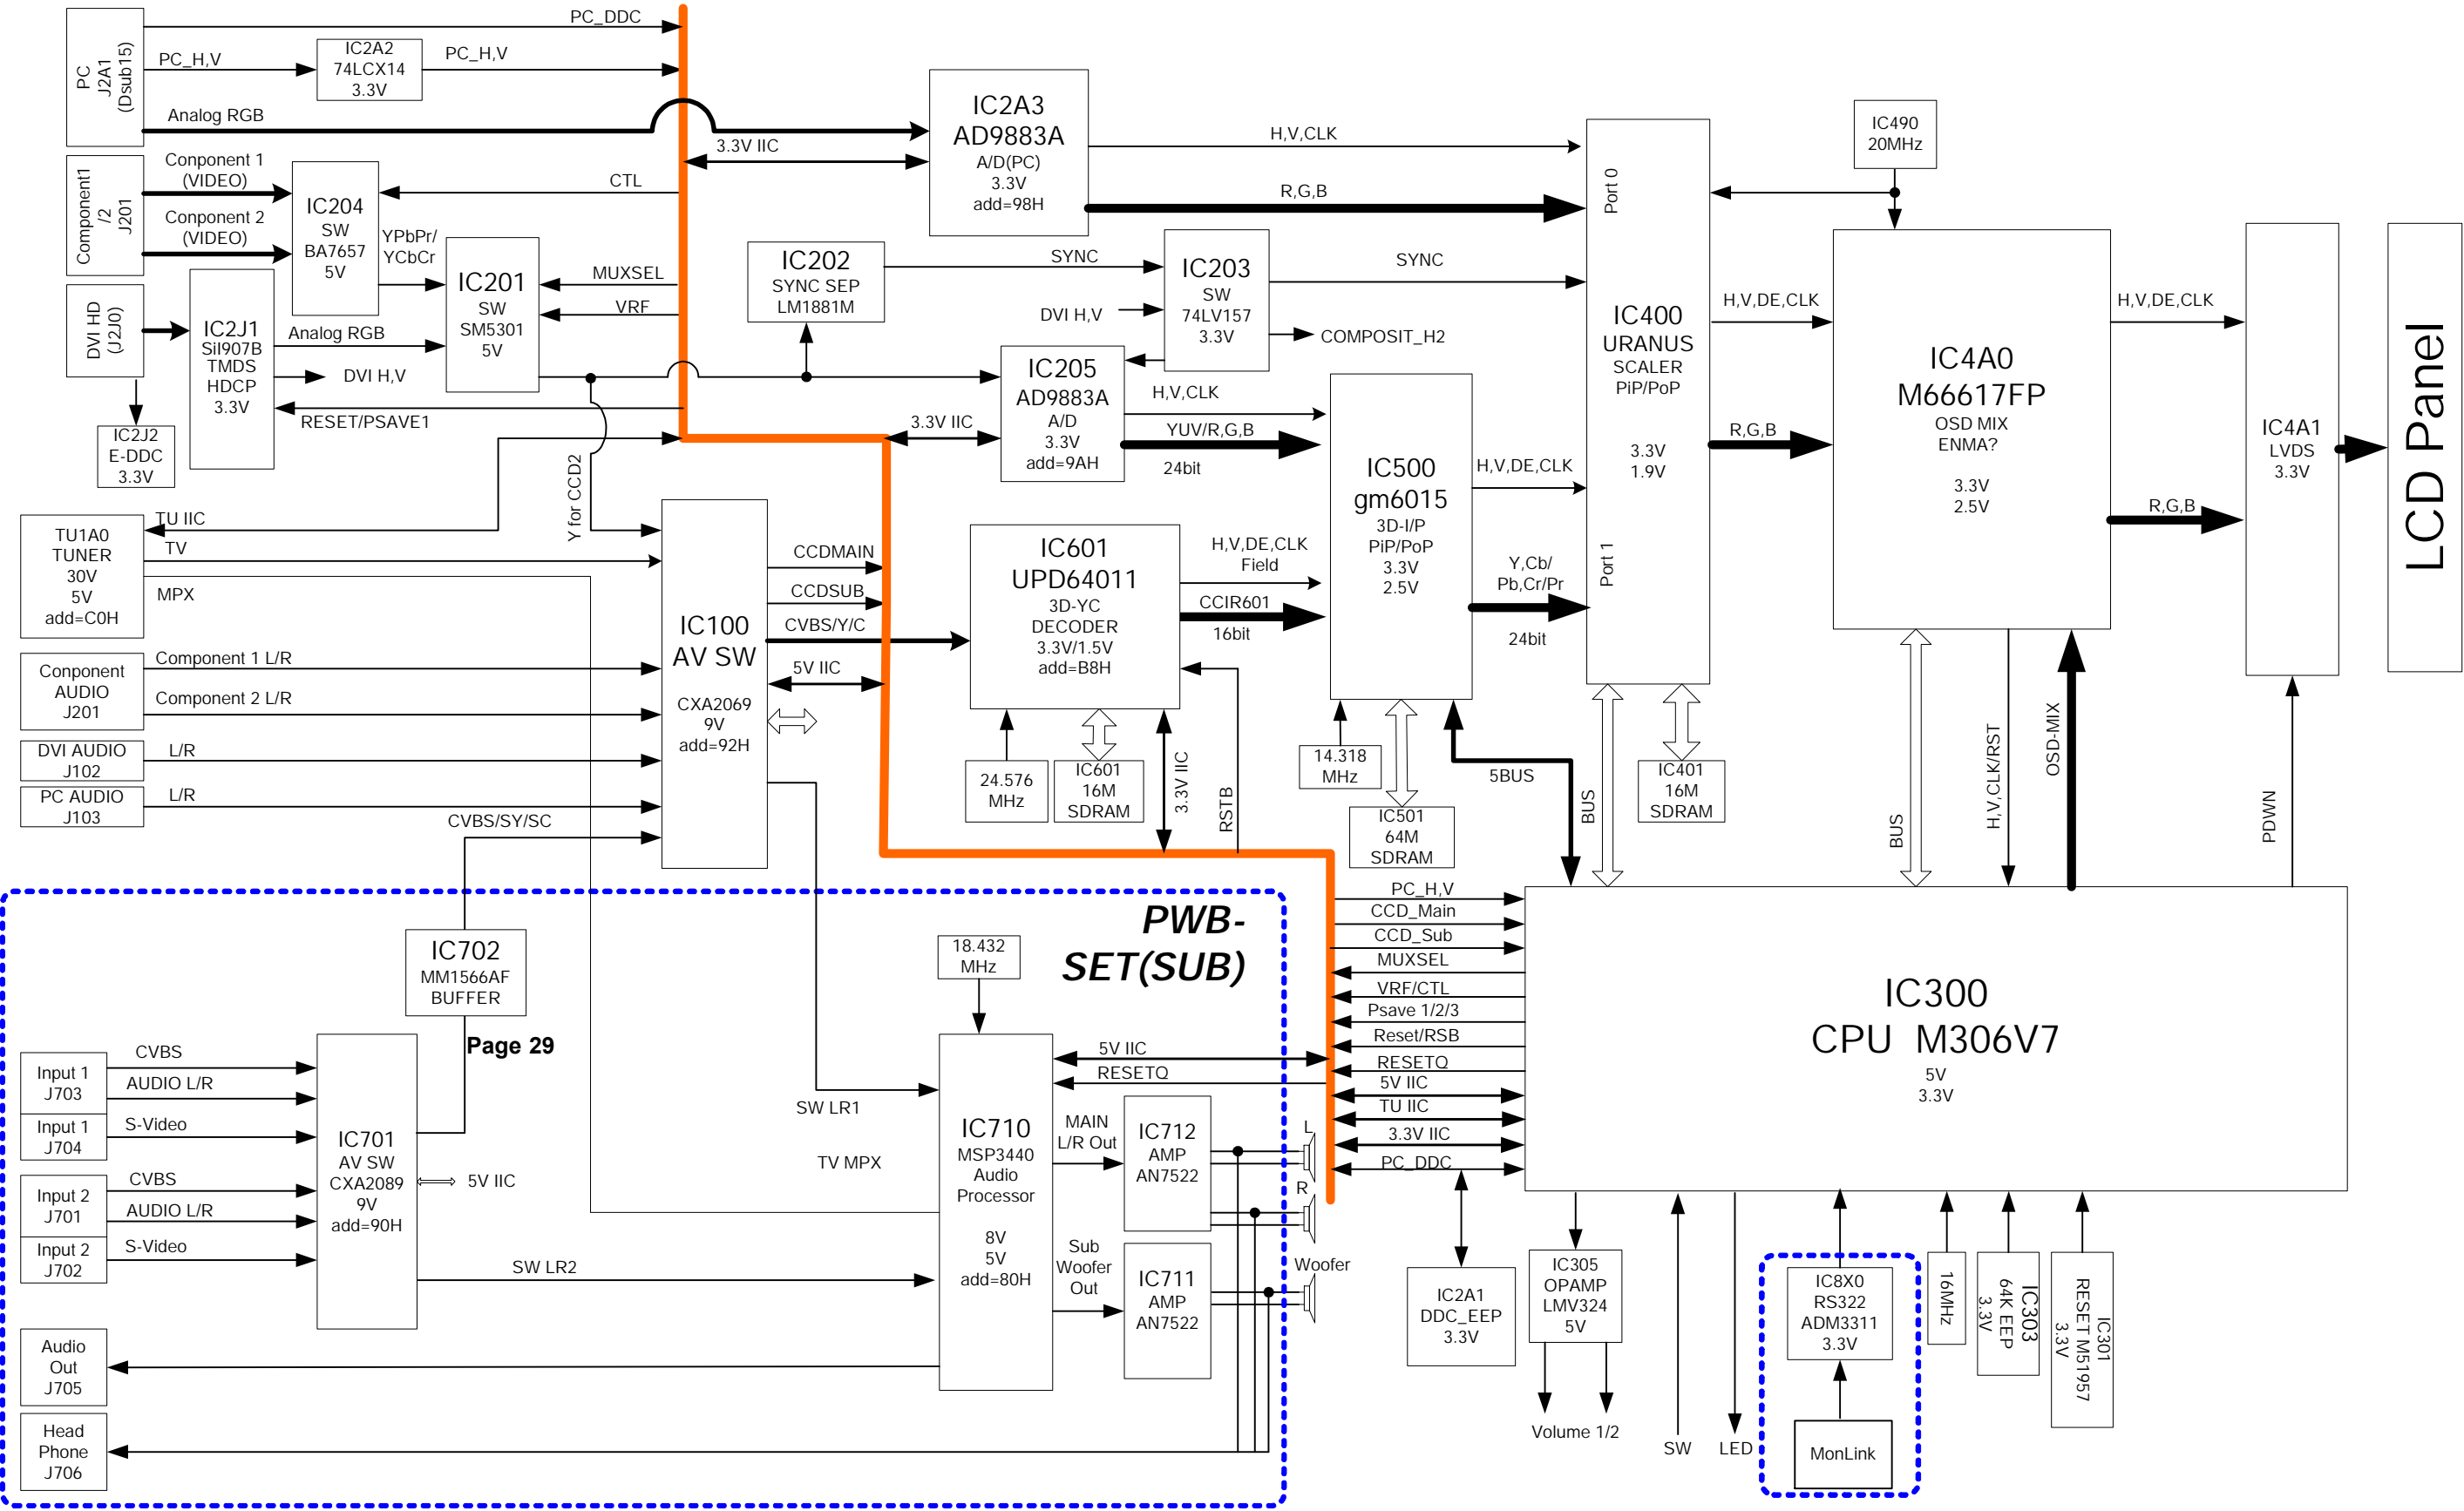 PC
J2A1
(Dsub15)
PC_DDC
PC_H,V
IC2A2
74LCX14
3.3V
PC_H,V
Analog RGB
Component1
/2
J201
Conponent 1
(VIDEO)
Conponent 2
(VIDEO)
IC204
SW
BA7657
5V
CTL
YPbPr/
YCbCr
DVI HD
(J2J0)
IC2J1
SiI907B
TMDS
HDCP
3.3V
Analog RGB
DVI H,V
RESET/PSAVE1
IC2J2
E-DDC
3.3V
IC201
SW
SM5301
5V
MUXSEL
VRF
3.3V IIC
IC2A3
AD9883A
A/D(PC)
3.3V
add=98H
H,V,CLK
R,G,B
IC202
SYNC SEP
LM1881M
SYNC
DVI H,V
IC203
SW
74LV157
3.3V
SYNC
COMPOSIT_H2
IC205
AD9883A
A/D
3.3V
add=9AH
3.3V IIC
H,V,CLK
YUV/R,G,B
24bit
IC500
gm6015
3D-I/P
PiP/PoP
3.3V
2.5V
H,V,DE,CLK
Y,Cb/
Pb,Cr/Pr
24bit
Port 0
Port 1
IC400
URANUS
SCALER
PiP/PoP
3.3V
1.9V
IC490
20MHz
H,V,DE,CLK
R,G,B
IC4A0
M66617FP
OSD MIX
ENMA?
3.3V
2.5V
H,V,DE,CLK
R,G,B
IC4A1
LVDS
3.3V
LCD Panel
TU1A0
TUNER
30V
5V
add=C0H
TU IIC
TV
MPX
Y for CCD2
Conponent
AUDIO
J201
Component 1 L/R
Component 2 L/R
DVI AUDIO
J102
L/R
PC AUDIO
J103
L/R
CVBS/SY/SC
IC100
AV SW
CXA2069
9V
add=92H
CCDMAIN
CCDSUB
CVBS/Y/C
5V IIC
IC601
UPD64011
3D-YC
DECODER
3.3V/1.5V
add=B8H
H,V,DE,CLK
Field
CCIR601
16bit
24.576
MHz
IC601
16M
SDRAM
3.3V IIC
RSTB
14.318
MHz
IC501
64M
SDRAM
5BUS
BUS
IC401
16M
SDRAM
BUS
H,V,CLK/RST
OSD-MIX
PDWN
PWB-
SET(SUB)
IC702
MM1566AF
BUFFER
Page 29
18.432
MHz
Input 1
J703
CVBS
AUDIO L/R
Input 1
J704
S-Video
Input 2
J701
CVBS
AUDIO L/R
Input 2
J702
S-Video
IC701
AV SW
CXA2089
9V
add=90H
5V IIC
SW LR1
TV MPX
SW LR2
IC710
MSP3440
Audio
Processor
8V
5V
add=80H
5V IIC
RESETQ
MAIN
L/R Out
IC712
AMP
AN7522
Sub
Woofer
Out
IC711
AMP
AN7522
L
R
Woofer
Audio
Out
J705
Head
Phone
J706
PC_H,V
CCD_Main
CCD_Sub
MUXSEL
VRF/CTL
Psave 1/2/3
Reset/RSB
RESETQ
5V IIC
TU IIC
3.3V IIC
PC_DDC
IC300
CPU M306V7
5V
3.3V
IC2A1
DDC_EEP
3.3V
IC305
OPAMP
LMV324
5V
Volume 1/2
SW
LED
IC8X0
RS322
ADM3311
3.3V
MonLink
16MHz
IC303
64K EEP
3.3V
IC301
RESET M51957
3.3V